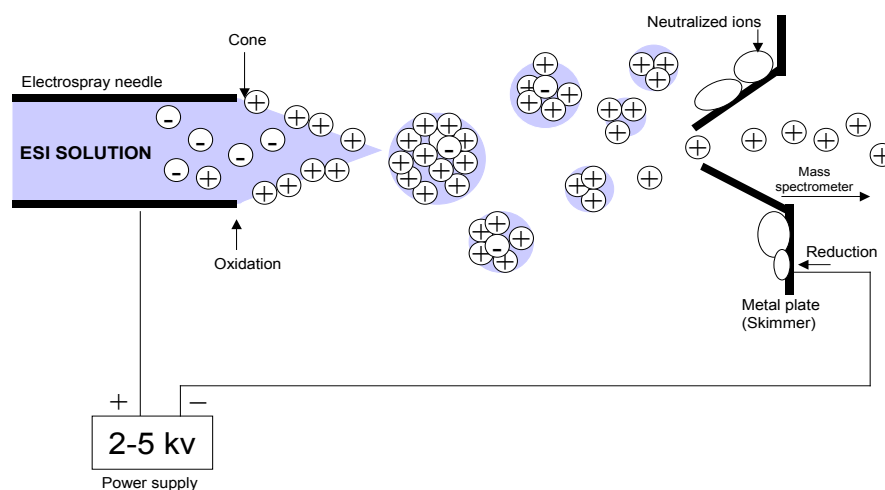 Neutralized ions
Cone
Electrospray needle
ESI SOLUTION
Mass
spectrometer
Oxidation
Reduction
Metal plate
(Skimmer)
+ −
2-5 kv
Power supply